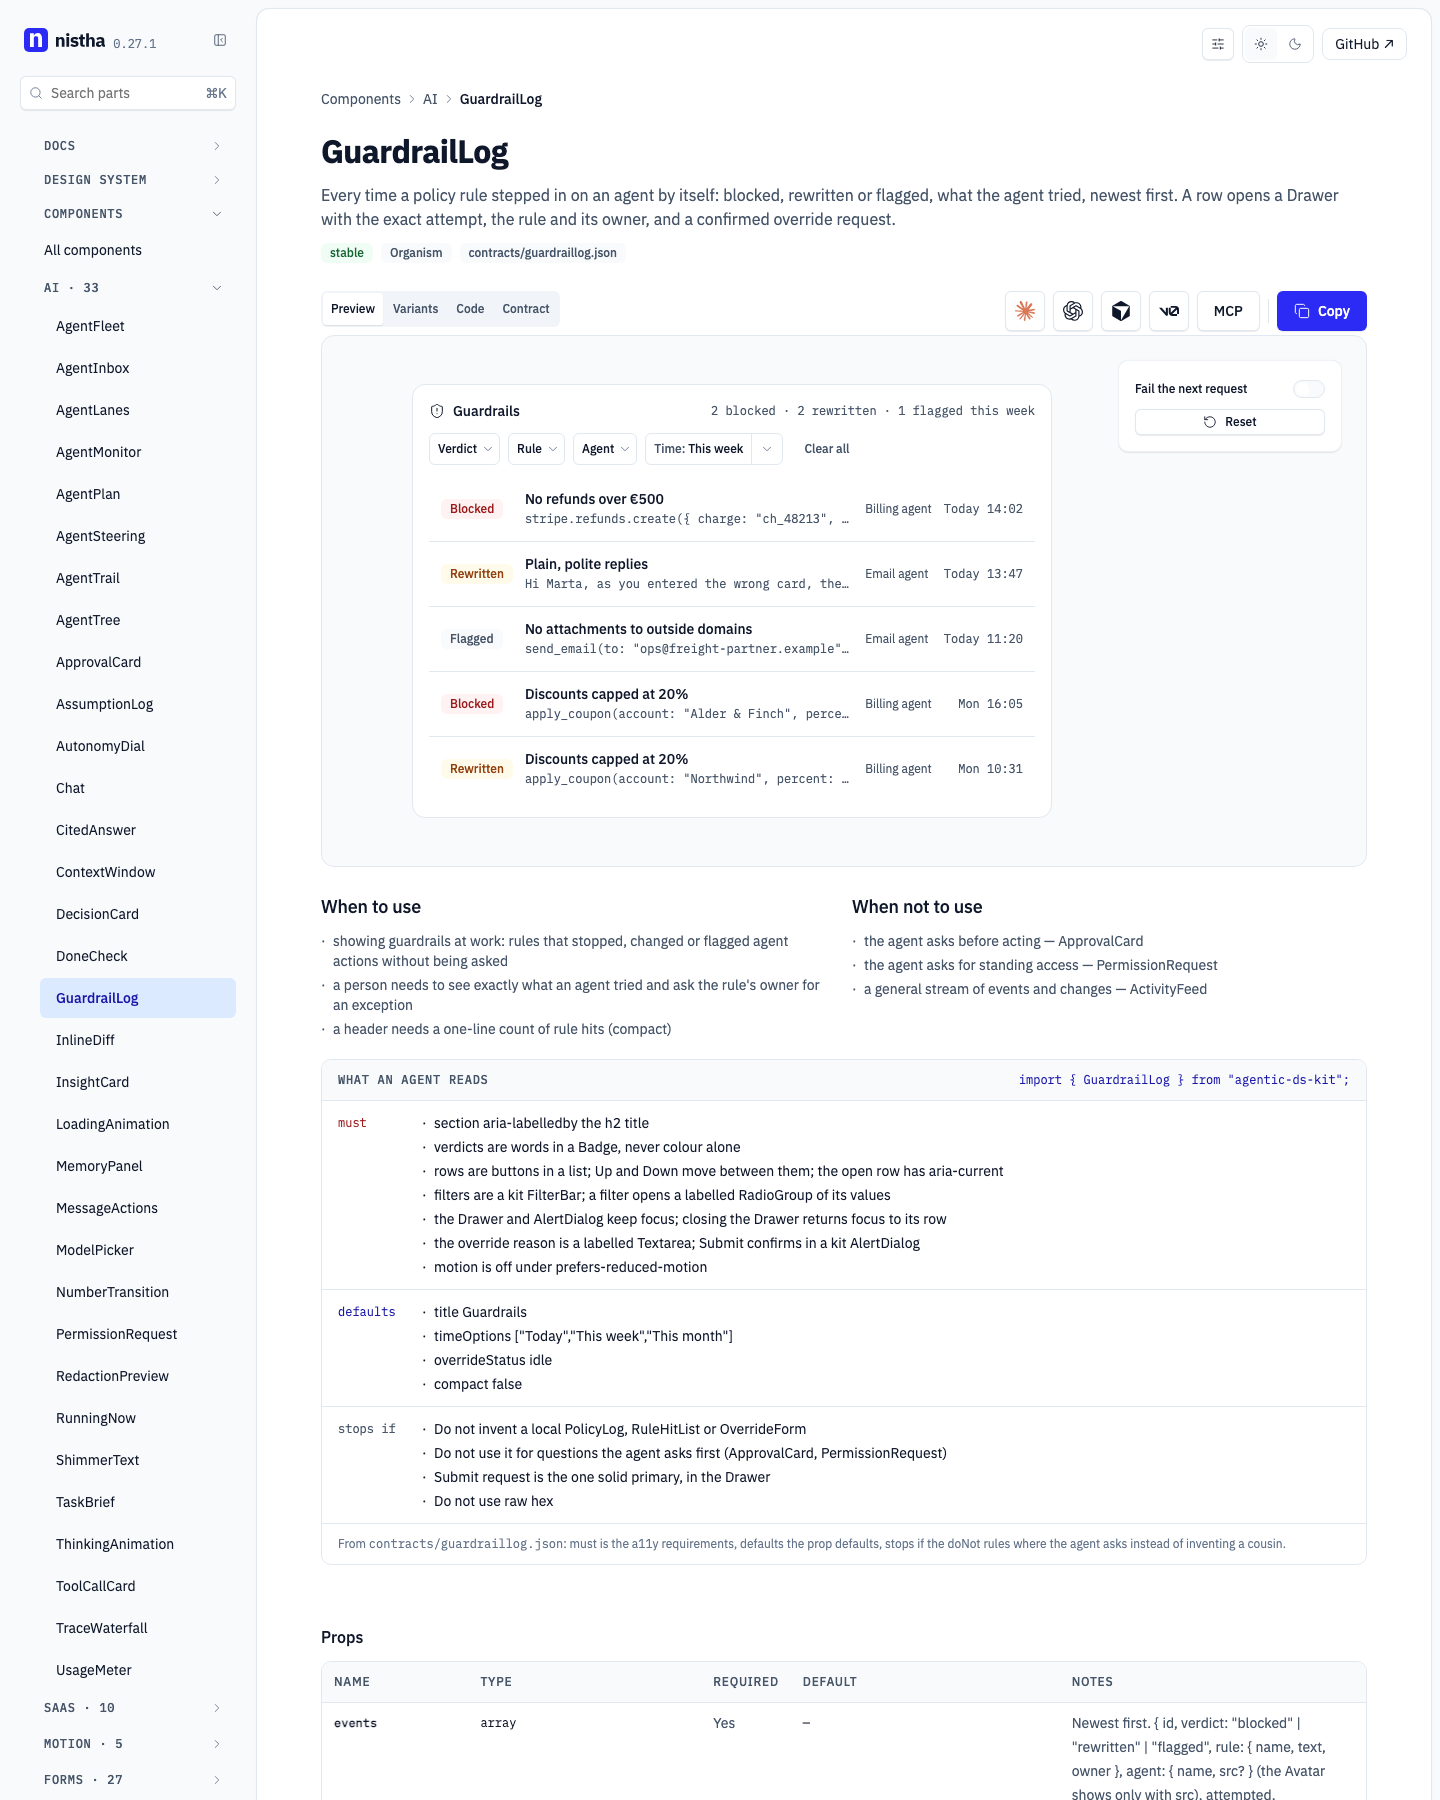 nistha 0.27.1
Search parts ⌘K
DOCS
DESIGN SYSTEM
COMPONENTS
All components
AI · 33
AgentFleet
AgentInbox
AgentLanes
AgentMonitor
AgentPlan
AgentSteering
AgentTrail
AgentTree
ApprovalCard
AssumptionLog
AutonomyDial
Chat
CitedAnswer
ContextWindow
DecisionCard
DoneCheck
GuardrailLog
InlineDiff
InsightCard
LoadingAnimation
MemoryPanel
MessageActions
ModelPicker
NumberTransition
PermissionRequest
RedactionPreview
RunningNow
ShimmerText
TaskBrief
ThinkingAnimation
ToolCallCard
TraceWaterfall
UsageMeter
SAAS · 10
MOTION · 5
FORMS · 27
GitHub ↗
Components > AI > GuardrailLog
GuardrailLog
Every time a policy rule stepped in on an agent by itself: blocked, rewritten or flagged, what the agent tried, newest first. A row opens a Drawer
with the exact attempt, the rule and its owner, and a confirmed override request.
stable Organism contracts/guardraillog.json
Preview Variants Code Contract
v0 MCP Copy
Fail the next request
Reset
Guardrails 2 blocked · 2 rewritten · 1 flagged this week
Verdict Rule Agent Time: This week Clear all
Blocked No refunds over €500 Billing agent Today 14:02
stripe.refunds.create({ charge: "ch_48213", …
Rewritten Plain, polite replies Email agent Today 13:47
Hi Marta, as you entered the wrong card, the…
Flagged No attachments to outside domains Email agent Today 11:20
send_email(to: "ops@freight-partner.example"…
Blocked Discounts capped at 20% Billing agent Mon 16:05
apply_coupon(account: "Alder & Finch", perce…
Rewritten Discounts capped at 20% Billing agent Mon 10:31
apply_coupon(account: "Northwind", percent: …
When to use
· showing guardrails at work: rules that stopped, changed or flagged agent
actions without being asked
· a person needs to see exactly what an agent tried and ask the rule's owner for
an exception
· a header needs a one-line count of rule hits (compact)
When not to use
· the agent asks before acting — ApprovalCard
· the agent asks for standing access — PermissionRequest
· a general stream of events and changes — ActivityFeed
WHAT AN AGENT READS import { GuardrailLog } from "agentic-ds-kit";
must · section aria-labelledby the h2 title
· verdicts are words in a Badge, never colour alone
· rows are buttons in a list; Up and Down move between them; the open row has aria-current
· filters are a kit FilterBar; a filter opens a labelled RadioGroup of its values
· the Drawer and AlertDialog keep focus; closing the Drawer returns focus to its row
· the override reason is a labelled Textarea; Submit confirms in a kit AlertDialog
· motion is off under prefers-reduced-motion
defaults · title Guardrails
· timeOptions ["Today","This week","This month"]
· overrideStatus idle
· compact false
stops if · Do not invent a local PolicyLog, RuleHitList or OverrideForm
· Do not use it for questions the agent asks first (ApprovalCard, PermissionRequest)
· Submit request is the one solid primary, in the Drawer
· Do not use raw hex
From contracts/guardraillog.json: must is the a11y requirements, defaults the prop defaults, stops if the doNot rules where the agent asks instead of inventing a cousin.
Props
NAME TYPE REQUIRED DEFAULT NOTES
events array Yes — Newest first. { id, verdict: "blocked" |
"rewritten" | "flagged", rule: { name, text,
owner }, agent: { name, src? } (the Avatar
shows only with src), attempted,